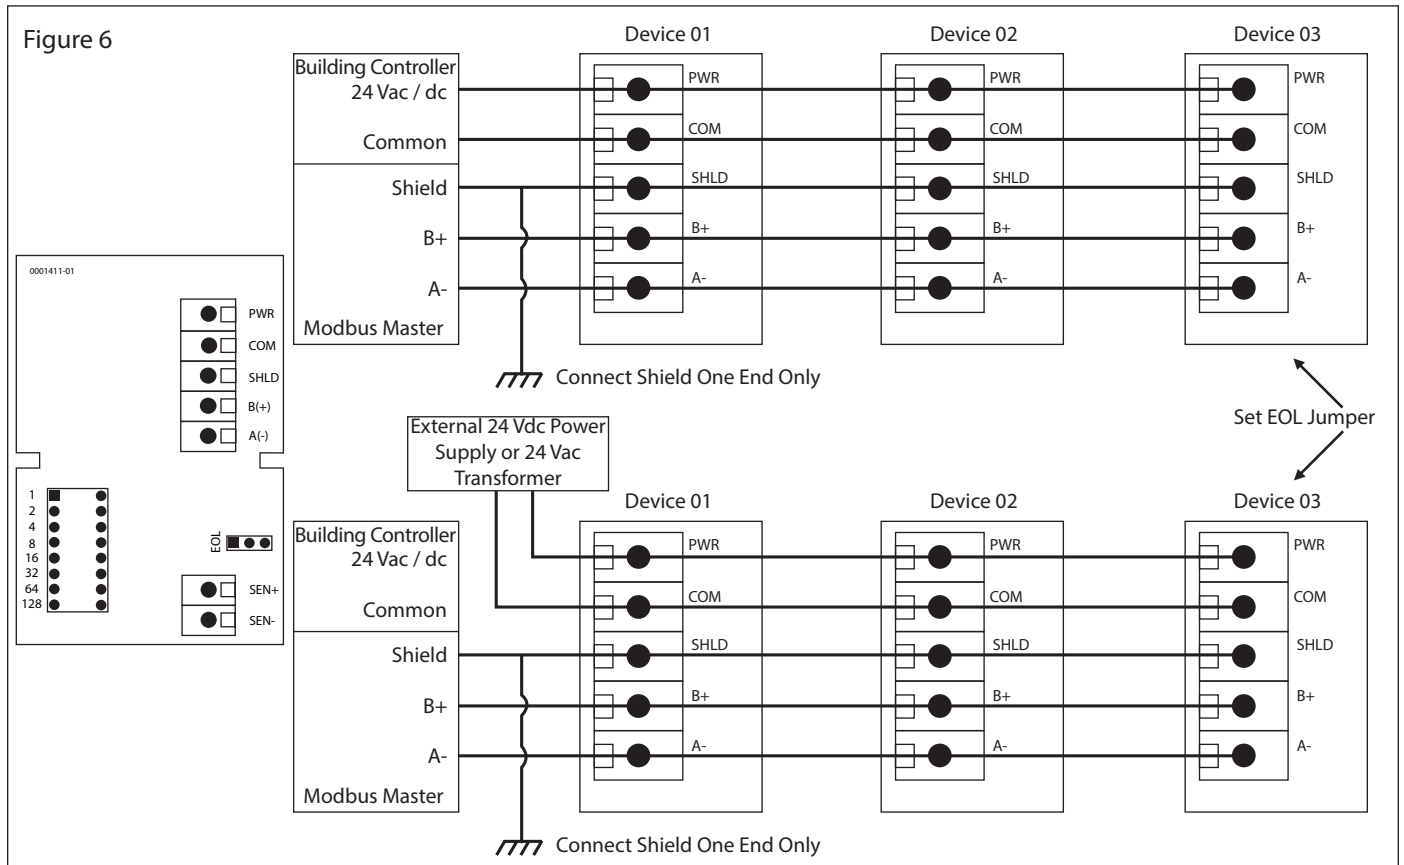 Figure 6
Device 01
Device 02
Device 03
Building Controller
24 Vac / dc
Common
Shield
B+
A-
Modbus Master
PWR
COM
SHLD
B+
A-
PWR
COM
SHLD
B+
A-
PWR
COM
SHLD
B+
A-
Connect Shield One End Only
Set EOL Jumper
0001411-01
PWR
COM
SHLD
B(+)
A(-)
1
2
4
8
16
32
64
128
EOL
SEN+
SEN-
External 24 Vdc Power
Supply or 24 Vac
Transformer
Device 01
Device 02
Device 03
Building Controller
24 Vac / dc
Common
Shield
B+
A-
Modbus Master
PWR
COM
SHLD
B+
A-
PWR
COM
SHLD
B+
A-
PWR
COM
SHLD
B+
A-
Connect Shield One End Only